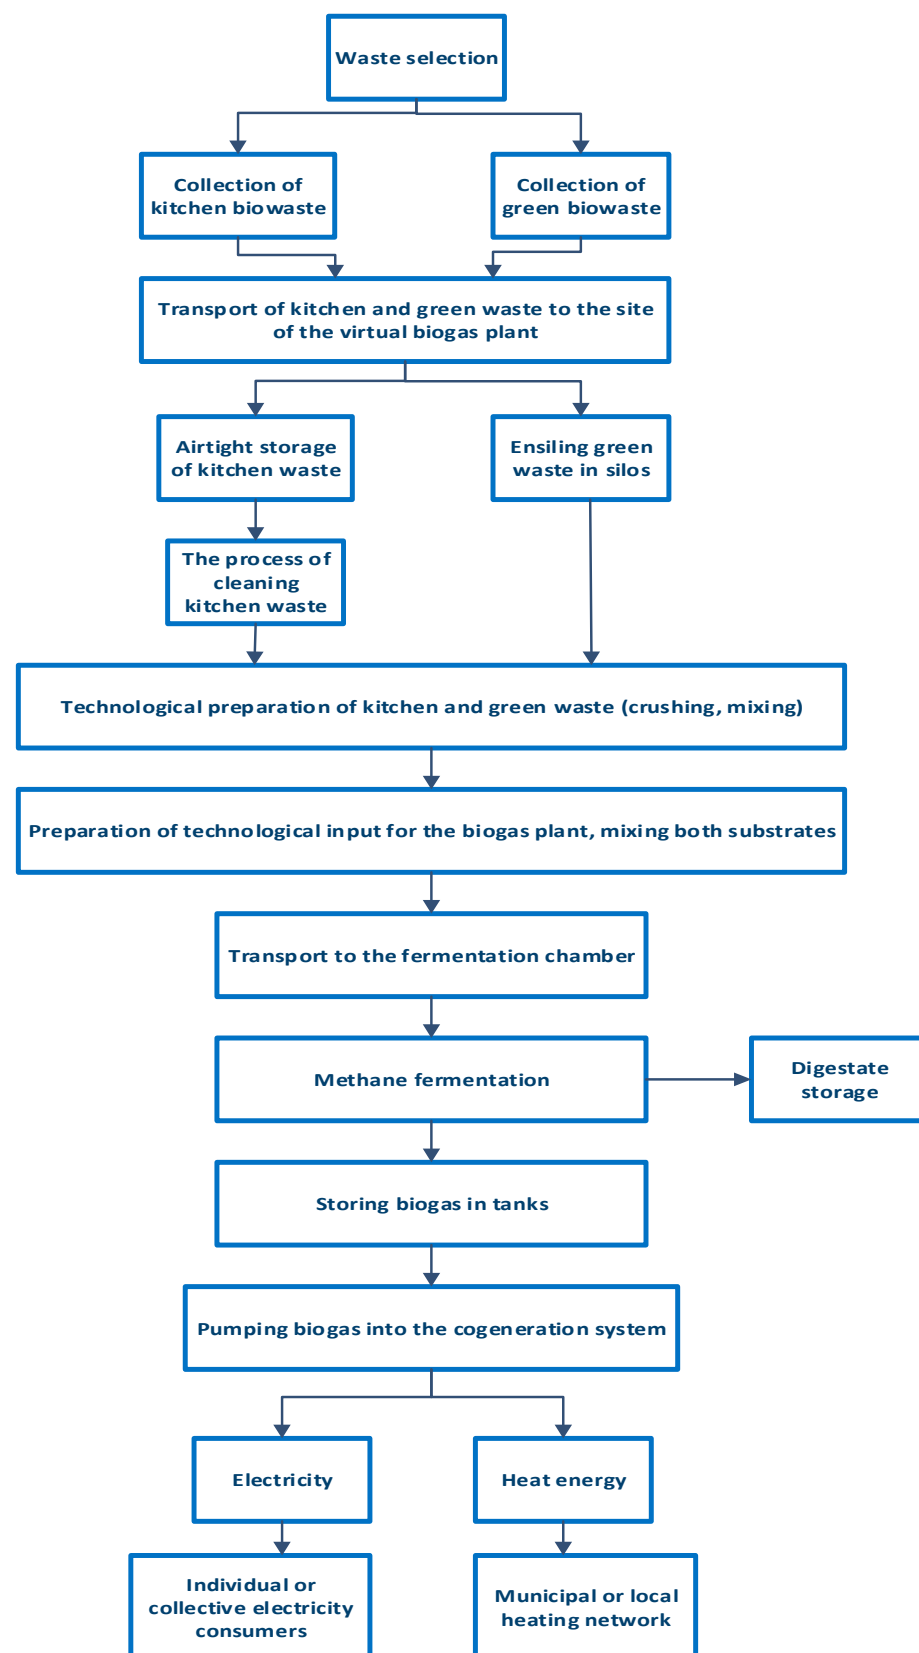 Waste selection
Collection of
kitchen biowaste
Collection of
green biowaste
Transport of kitchen and green waste to the site
of the virtual biogas plant
Airtight storage
of kitchen waste
Ensiling green
waste in silos
The process of
cleaning
kitchen waste
Technological preparation of kitchen and green waste (crushing, mixing)
Preparation of technological input for the biogas plant, mixing both substrates
Transport to the fermentation chamber
Methane fermentation
Digestate
storage
Storing biogas in tanks
Pumping biogas into the cogeneration system
Electricity
Heat energy
Individual or
collective electricity
consumers
Municipal or local
heating network